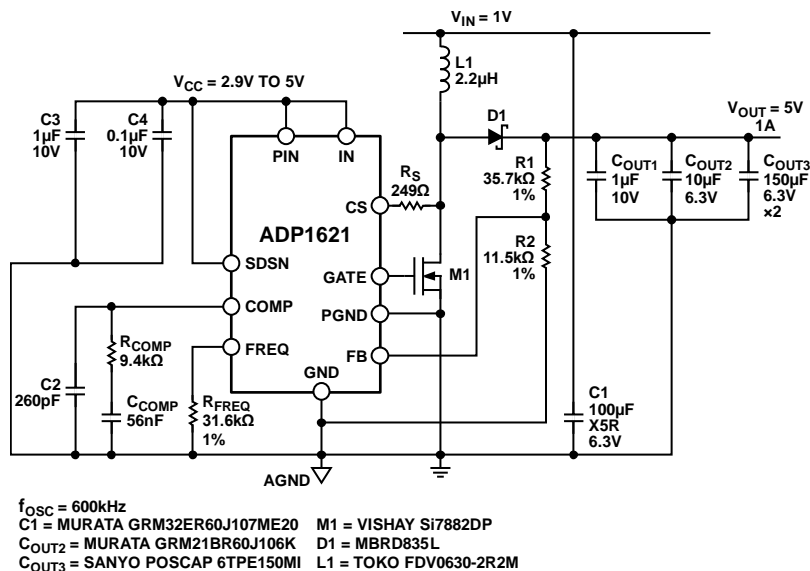 VIN = 1V
L1
2.2µH
VCC = 2.9V TO 5V
C3
1µF
10V
C4
0.1µF
10V
PIN
IN
D1
VOUT = 5V
1A
RS
249Ω
R1
35.7kΩ
1%
COUT1
1µF
10V
COUT2
10µF
6.3V
COUT3
150µF
6.3V
×2
CS
ADP1621
R2
11.5kΩ
1%
SDSN
GATE
M1
COMP
PGND
RCOMP
9.4kΩ
FREQ
FB
GND
C2
260pF
CCOMP
56nF
RFREQ
31.6kΩ
1%
C1
100µF
X5R
6.3V
AGND
fOSC = 600kHz
C1 = MURATA GRM32ER60J107ME20 M1 = VISHAY Si7882DP
COUT2 = MURATA GRM21BR60J106K D1 = MBRD835L
COUT3 = SANYO POSCAP 6TPE150MI L1 = TOKO FDV0630-2R2M